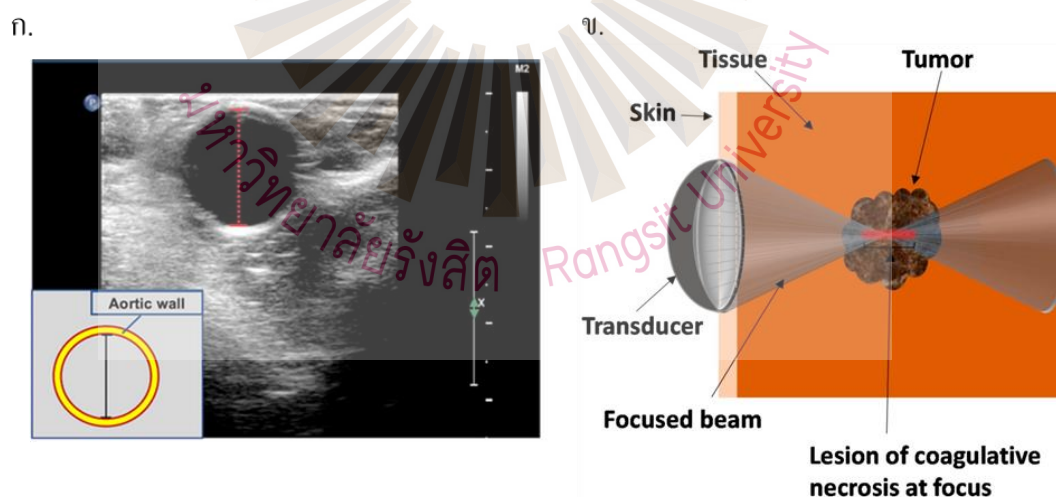 ก.
ข.
M2
P
X
Aortic wall
Tissue
Tumor
Skin
Transducer
Focused beam
Lesion of coagulative
necrosis at focus
มหาวิทยาลัยรังสิต Rangsit University